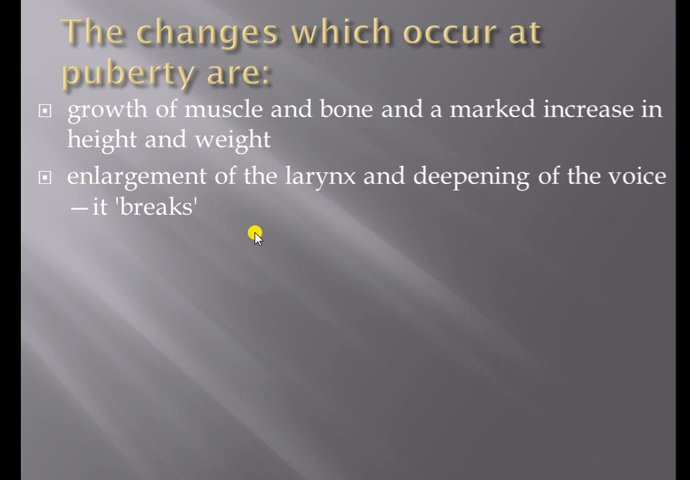 The changes which occur at
puberty are:
growth of muscle and bone and a marked increase in
height and weight
enlargement of the larynx and deepening of the voice
—it 'breaks'